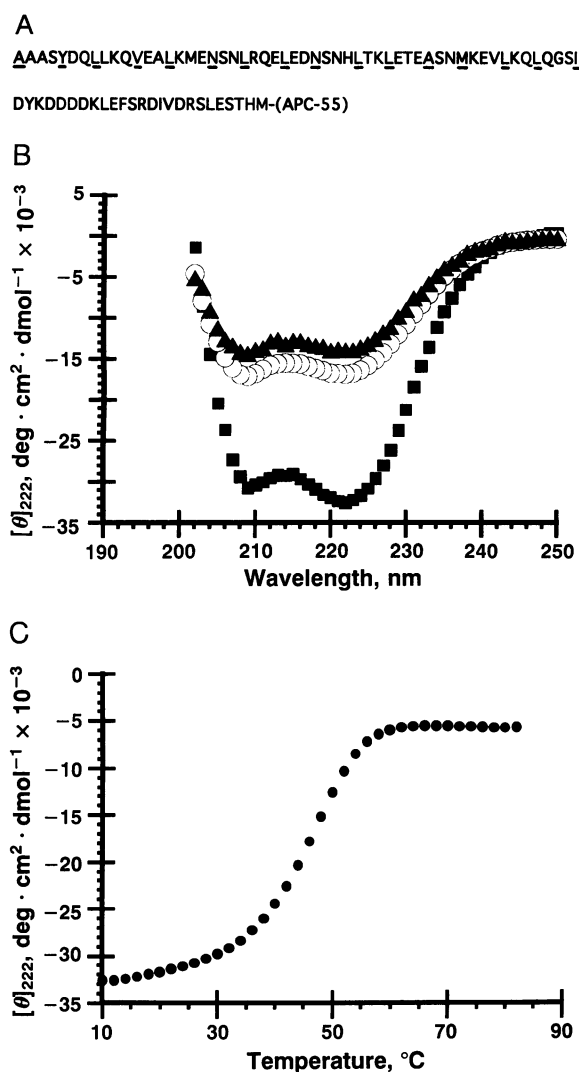 A
AAASYDQLLKQVEALKMENSNLRQELEDNSNHLTKLETEASNMKEVLKQLQGSI
DYKDDDDKLEFSRDIVDRSLESTHM-(APC-55)
B
[θ]222, deg · cm² · dmol⁻¹ × 10⁻³
5
−5
−15
−25
−35
190 200 210 220 230 240 250
Wavelength, nm
C
[θ]222, deg · cm² · dmol⁻¹ × 10⁻³
0
−5
−10
−15
−20
−25
−30
−35
10 30 50 70 90
Temperature, °C